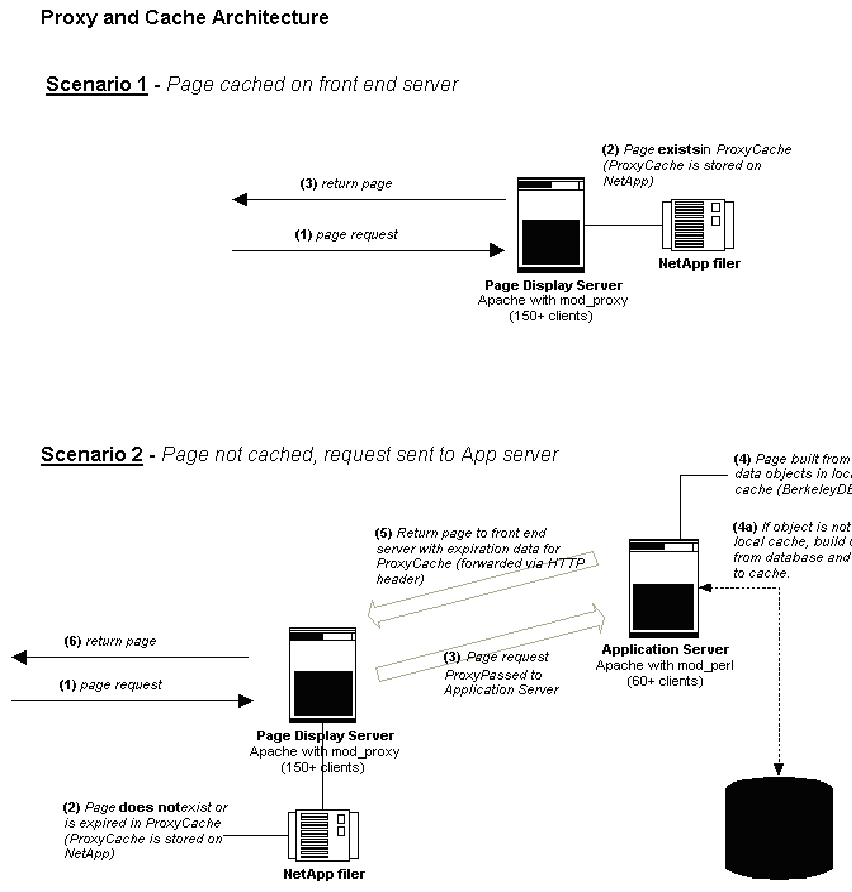 Proxy and Cache Architecture
Scenario 1 - Page cached on front end server
(2) Page existsin ProxyCache
(ProxyCache is stored on
NetApp)
(3) return page
(1) page request
NetApp filer
Page Display Server
Apache with mod_proxy
(150+ clients)
Scenario 2 - Page not cached, request sent to App server
(4) Page built from
data objects in loc
cache (BerkeleyDB
(4a) If object is not
local cache, build
from database and
to cache.
(5) Return page to front end
server with expiration data for
ProxyCache (forwarded via HTTP
header)
(6) return page
(1) page request
(3) Page request
ProxyPassed to
Application Server
Application Server
Apache with mod_perl
(60+ clients)
Page Display Server
Apache with mod_proxy
(150+ clients)
(2) Page does notexist or
is expired in ProxyCache
(ProxyCache is stored on
NetApp)
NetApp filer